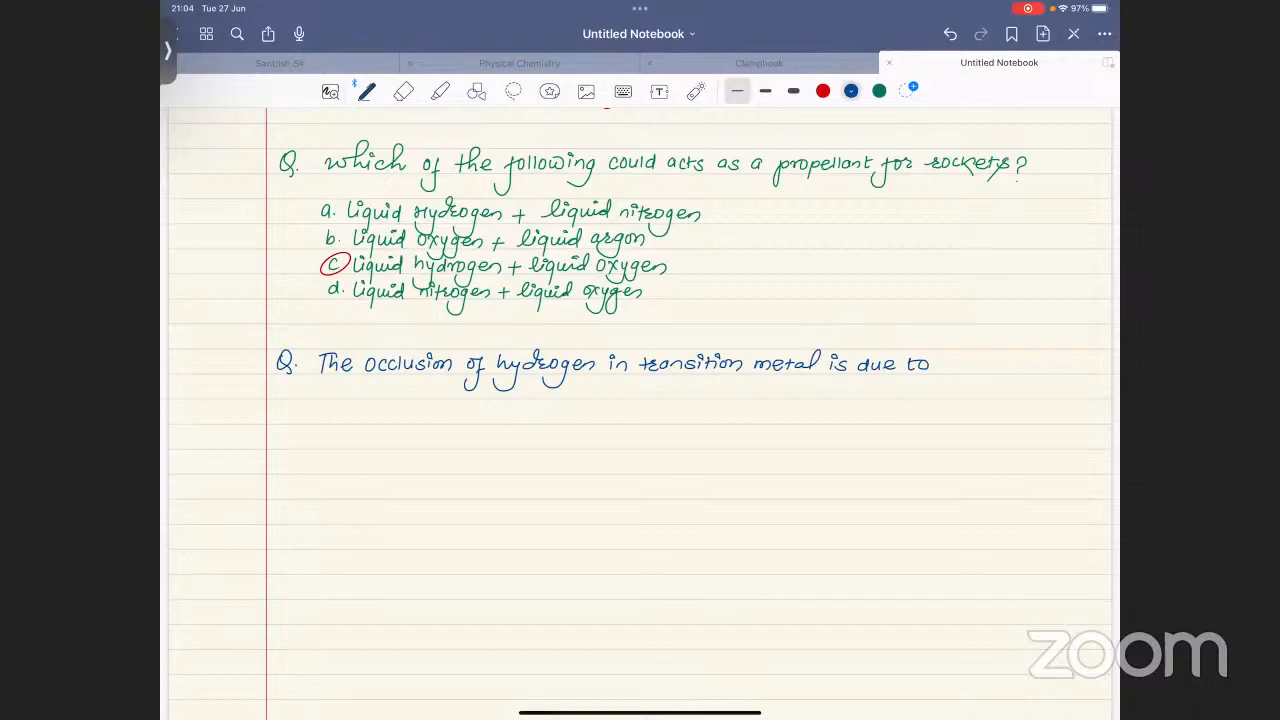 21:04 Tue 27 Jun
97%
Untitled Notebook
Santosh Sir
Physical Chemistry
Clampbook
Untitled Notebook
Q. which of the following could acts as a propellant for rockets?
a. liquid Hydrogen + liquid nitrogen
b. liquid oxygen + liquid argon
c liquid hydrogen + liquid oxygen
d. liquid nitrogen + liquid oxygen
Q. The occlusion of hydrogen in transition metal is due to
zoom